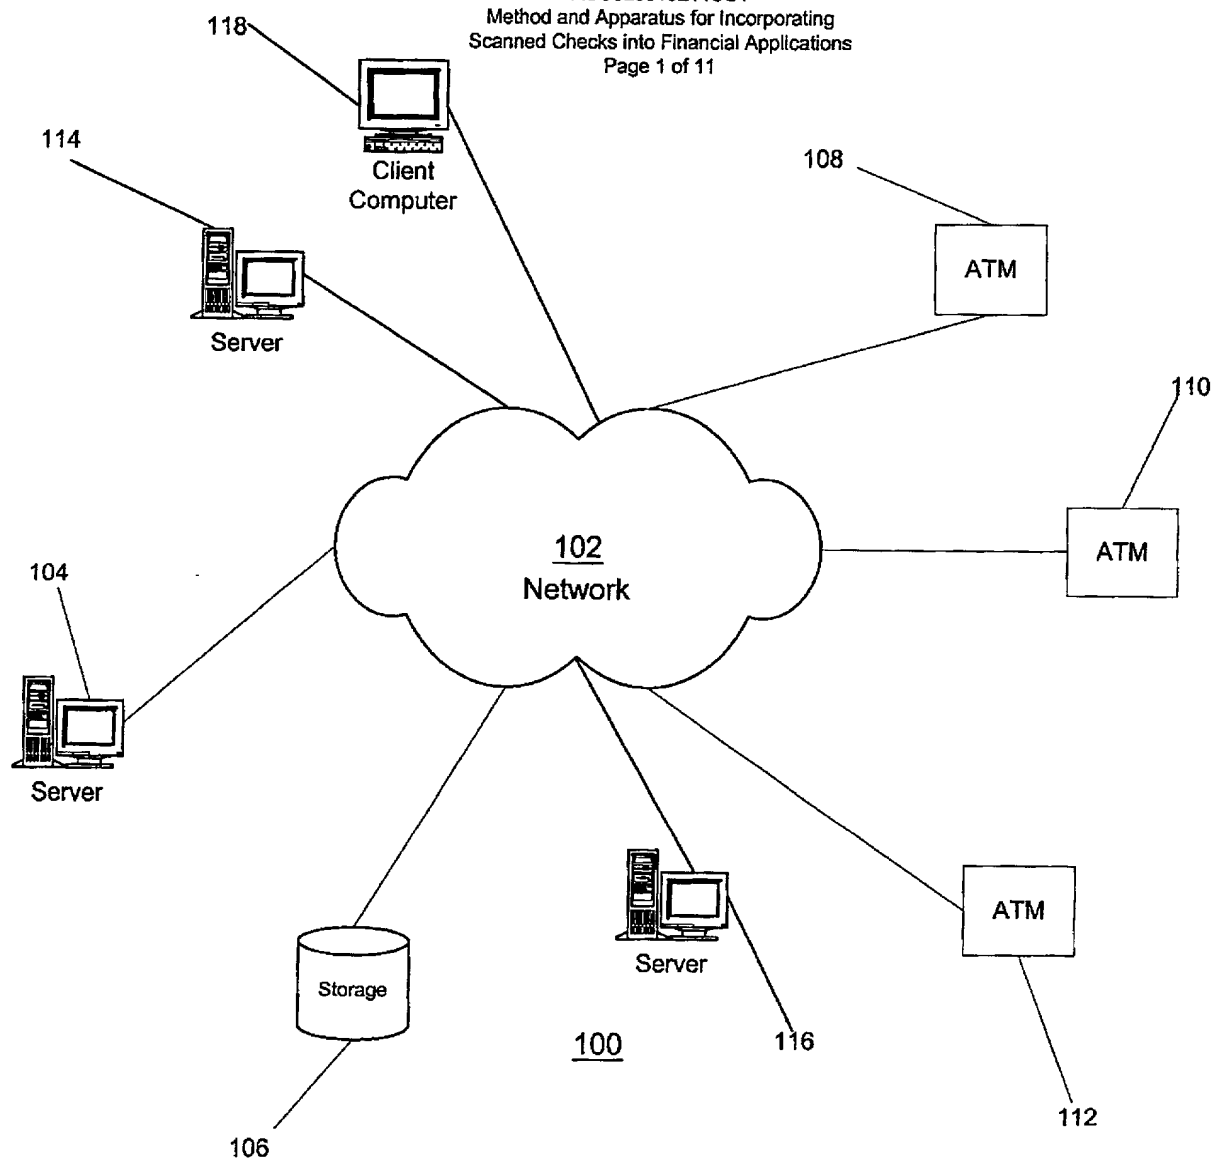 Method and Apparatus for Incorporating
Scanned Checks into Financial Applications
Page 1 of 11
118
114
Client
Computer
108
ATM
Server
110
102
Network
ATM
104
Server
ATM
Server
Storage
100
116
112
106